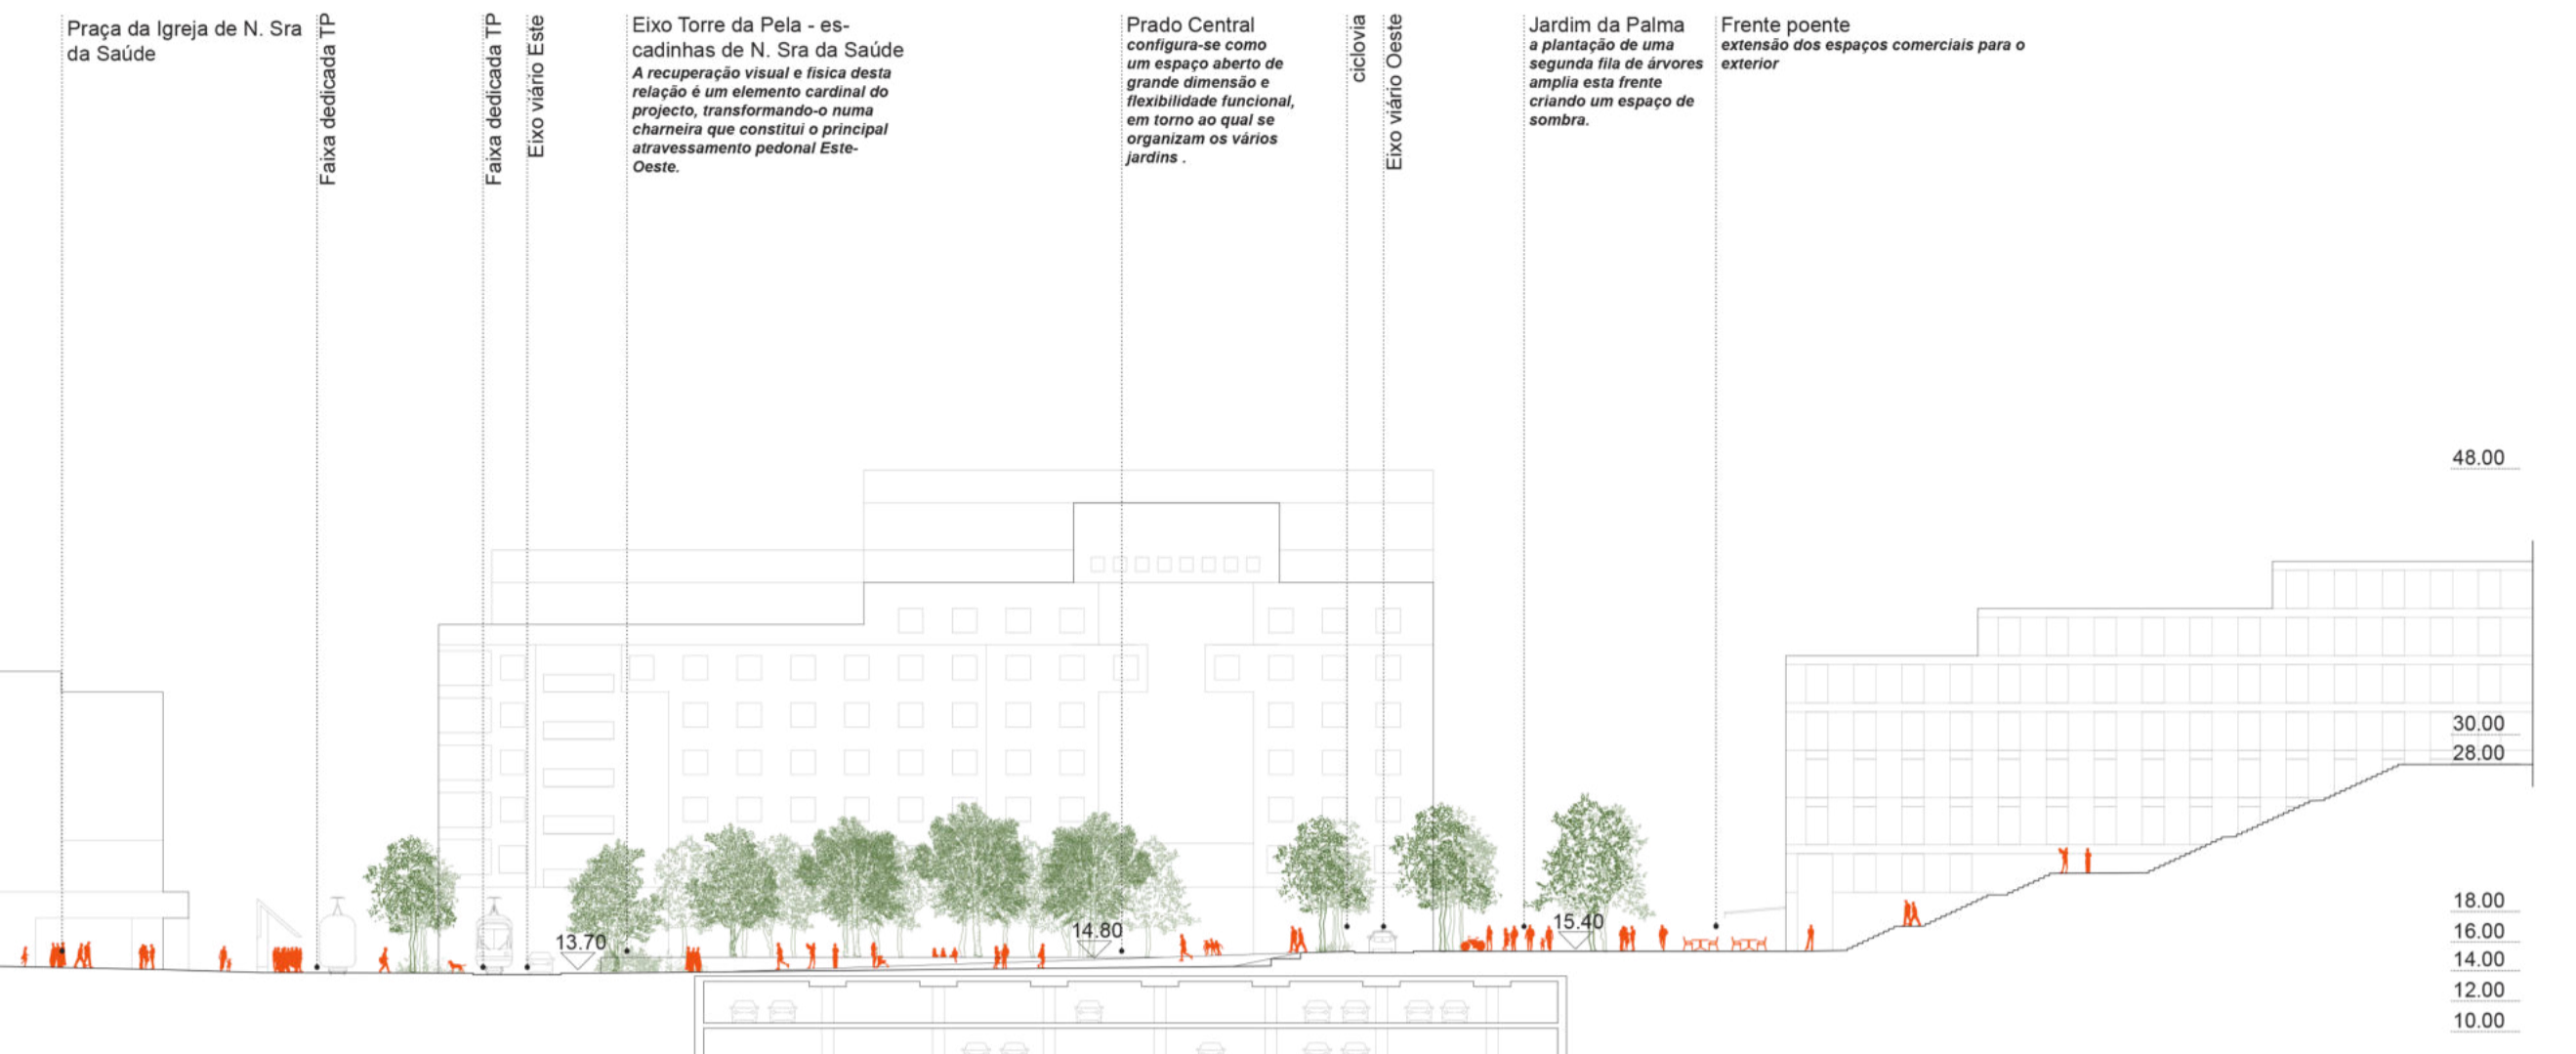 Praça da Igreja de N. Sra
da Saúde
Faixa dedicada TP
Faixa dedicada TP
Eixo viário Este
Eixo Torre da Pela - es-
cadinhas de N. Sra da Saúde
A recuperação visual e fisica desta
relação é um elemento cardinal do
projecto, transformando-o numa
charneira que constitui o principal
atravessamento pedonal Este-
Oeste.
Prado Central
configura-se como
um espaço aberto de
grande dimensão e
flexibilidade funcional,
em torno ao qual se
organizam os vários
jardins .
ciclovia
Eixo viário Oeste
Jardim da Palma
a plantação de uma
segunda fila de árvores
amplia esta frente
criando um espaço de
sombra.
Frente poente
extensão dos espaços comerciais para o
exterior
48.00
30.00
28.00
18.00
16.00
14.00
12.00
10.00
13.70
14.80
15.40